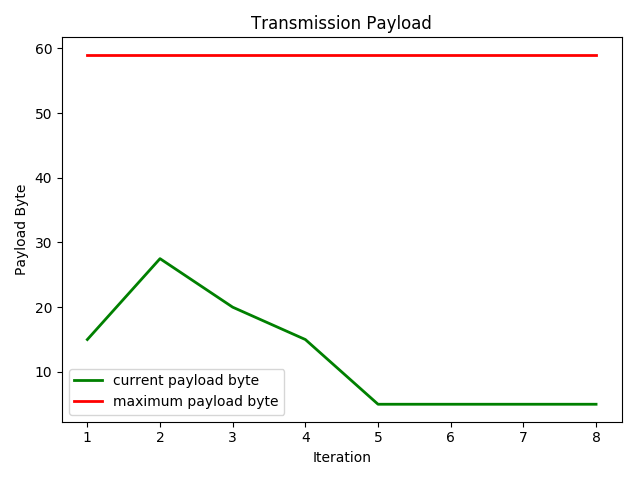 Transmission Payload
60
50
40
30
20
10
Payload Byte
current payload byte
maximum payload byte
1 2 3 4 5 6 7 8
Iteration